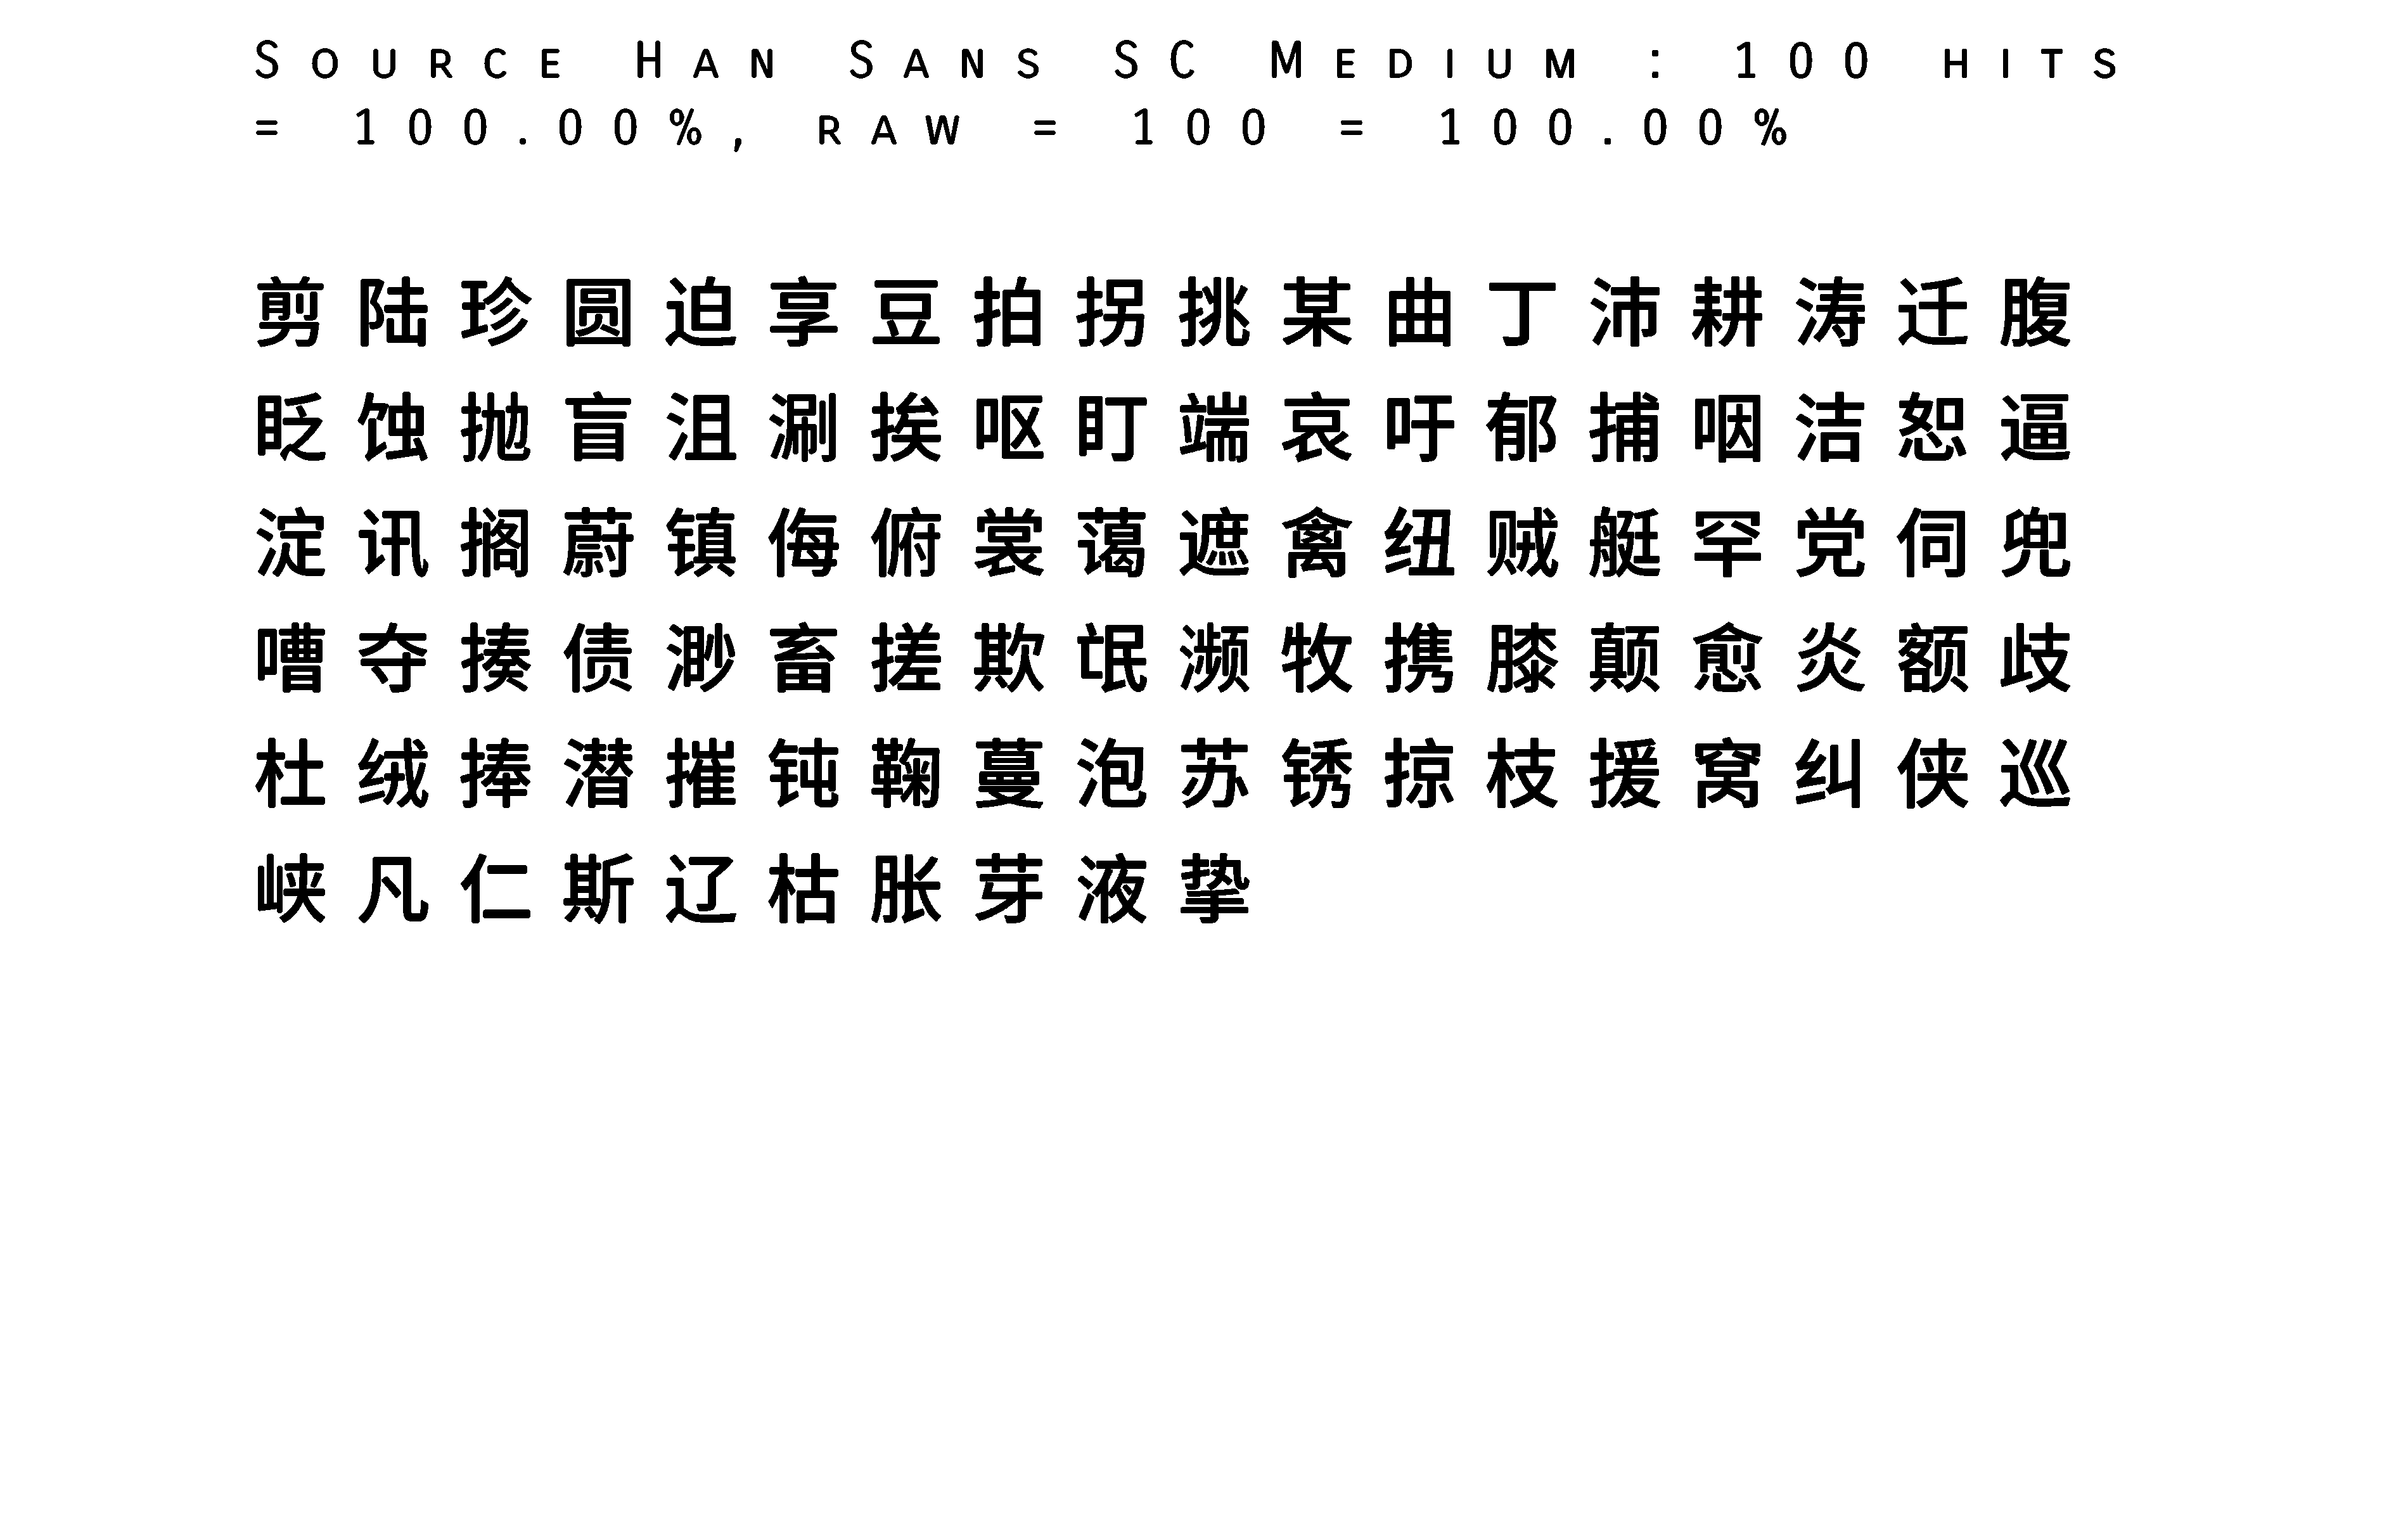 Source Han Sans SC Medium : 100 hits
= 100.00%, raw = 100 = 100.00%
剪陆珍圆迫享豆拍拐挑某曲丁沛耕涛迁腹
眨蚀抛盲沮涮挨呕盯端哀吁郁捕咽洁恕逼
淀讯搁蔚镇侮俯裳蔼遮禽纽贼艇罕党伺兜
嘈夺揍债渺畜搓欺氓濒牧携膝颠愈炎额歧
杜绒捧潜摧钝鞠蔓泡苏锈掠枝援窝纠侠巡
峡凡仁斯辽枯胀芽液挚